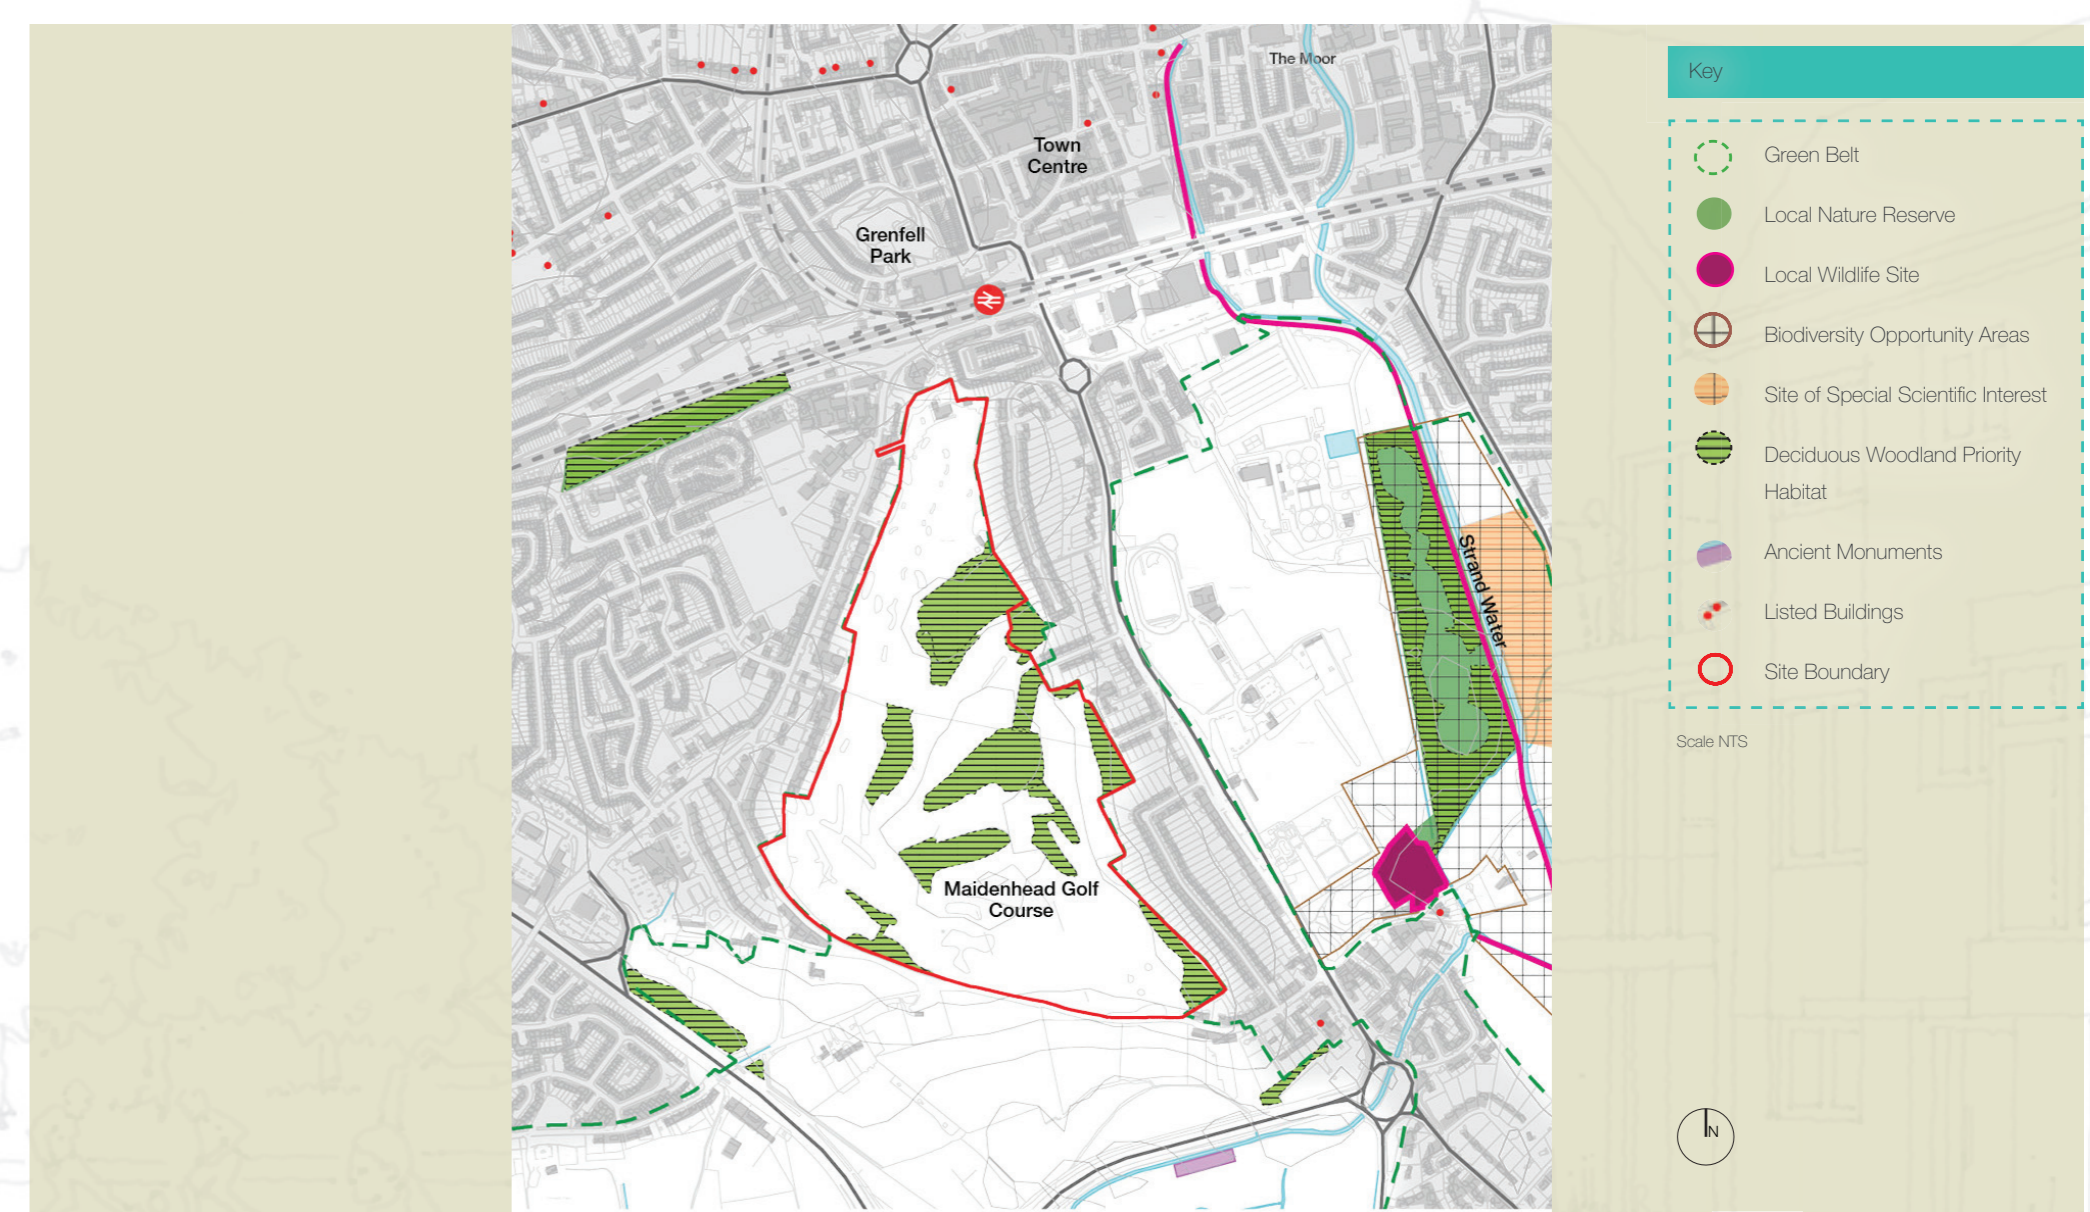 The Moor
Town
Centre
Grenfell
Park
Strand Water
Maidenhead Golf
Course
Key
Green Belt
Local Nature Reserve
Local Wildlife Site
Biodiversity Opportunity Areas
Site of Special Scientific Interest
Deciduous Woodland Priority
Habitat
Ancient Monuments
Listed Buildings
Site Boundary
Scale NTS
N